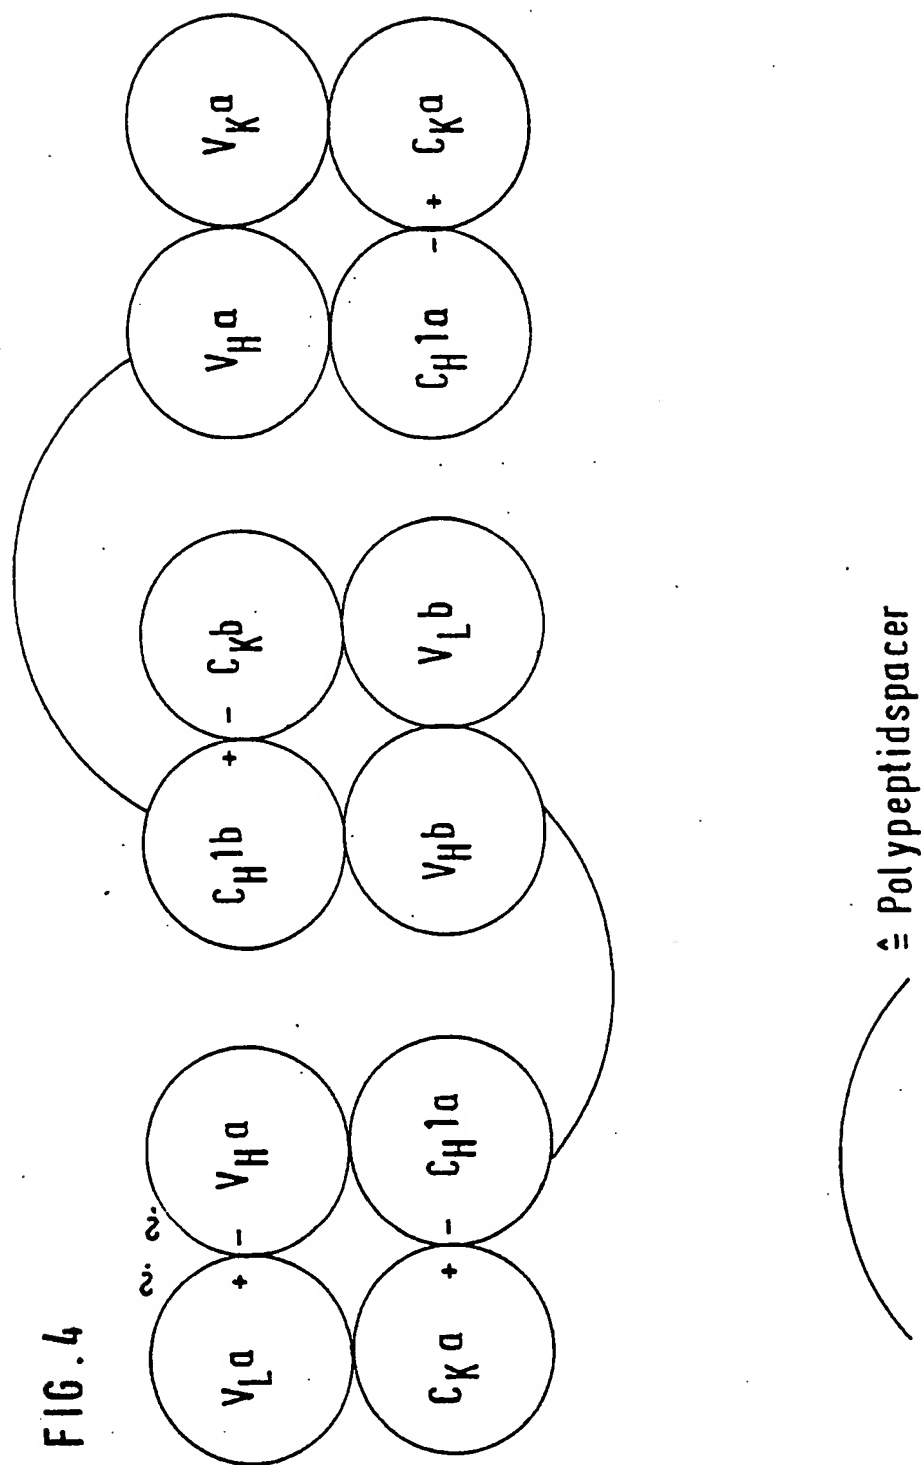 FIG. 4
? ?
V_L a + - V_H a C_H 1b + - C_K b V_H a V_K a
C_K a + - C_H 1a V_H b V_L b C_H 1a - + C_K a
≙ Polypeptidspacer